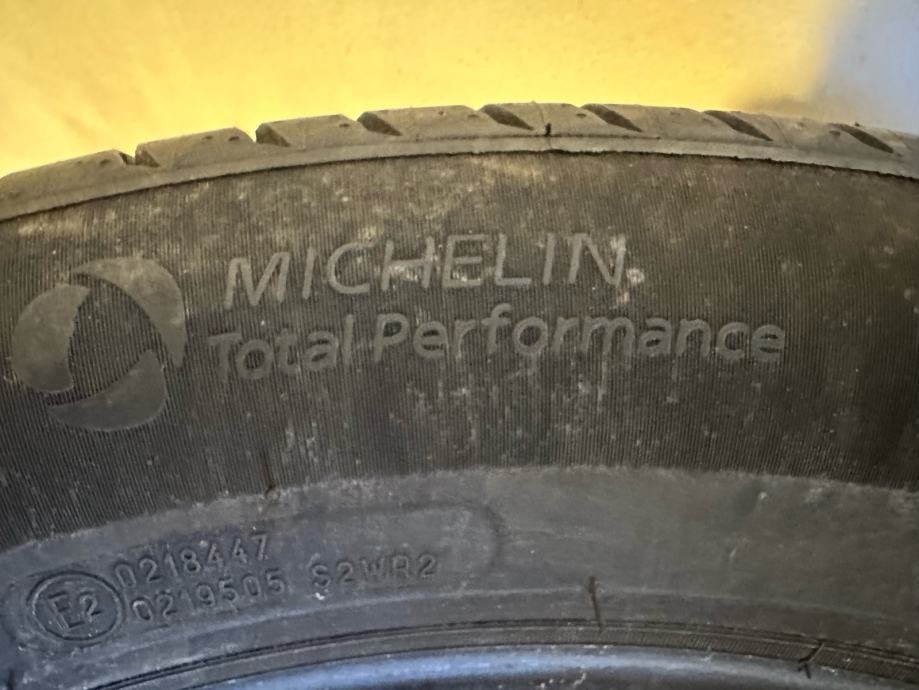 MICHELIN
Total Performance
E2
0218447
0219505 S2WR2